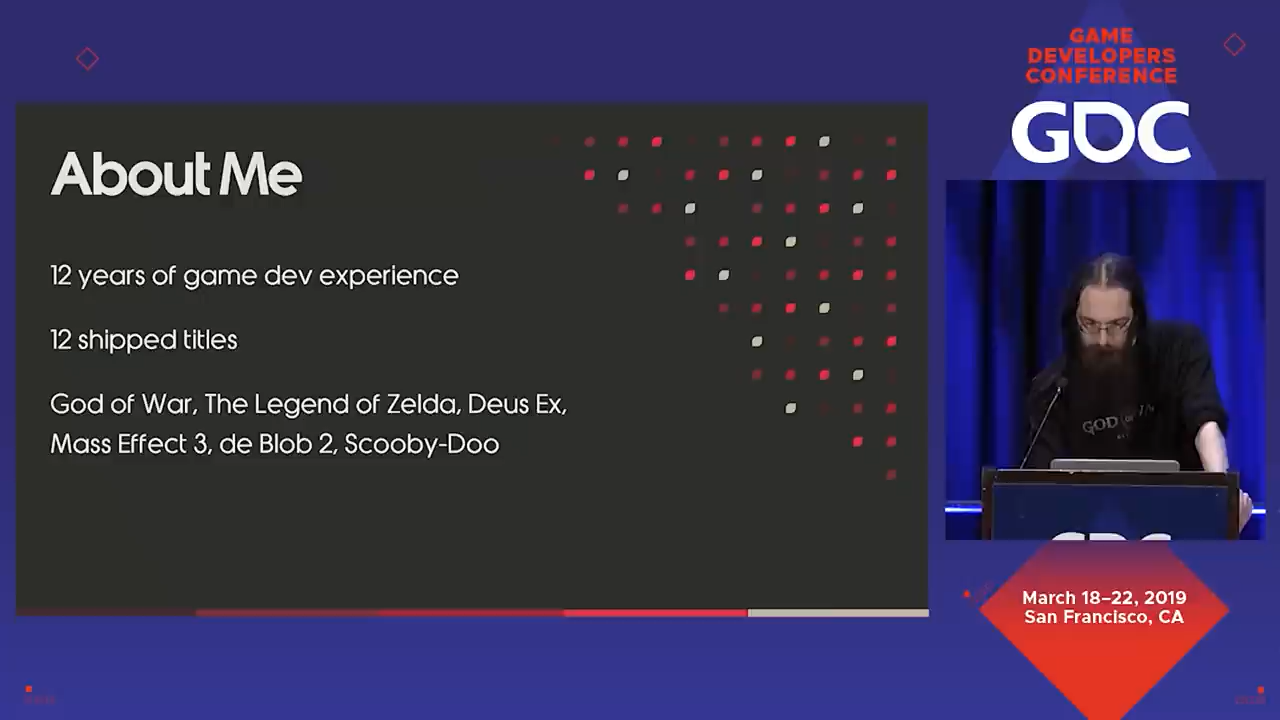 GAME
DEVELOPERS
CONFERENCE
GDC
About Me
12 years of game dev experience
12 shipped titles
God of War, The Legend of Zelda, Deus Ex,
Mass Effect 3, de Blob 2, Scooby-Doo
GOD
GDC
March 18–22, 2019
San Francisco, CA